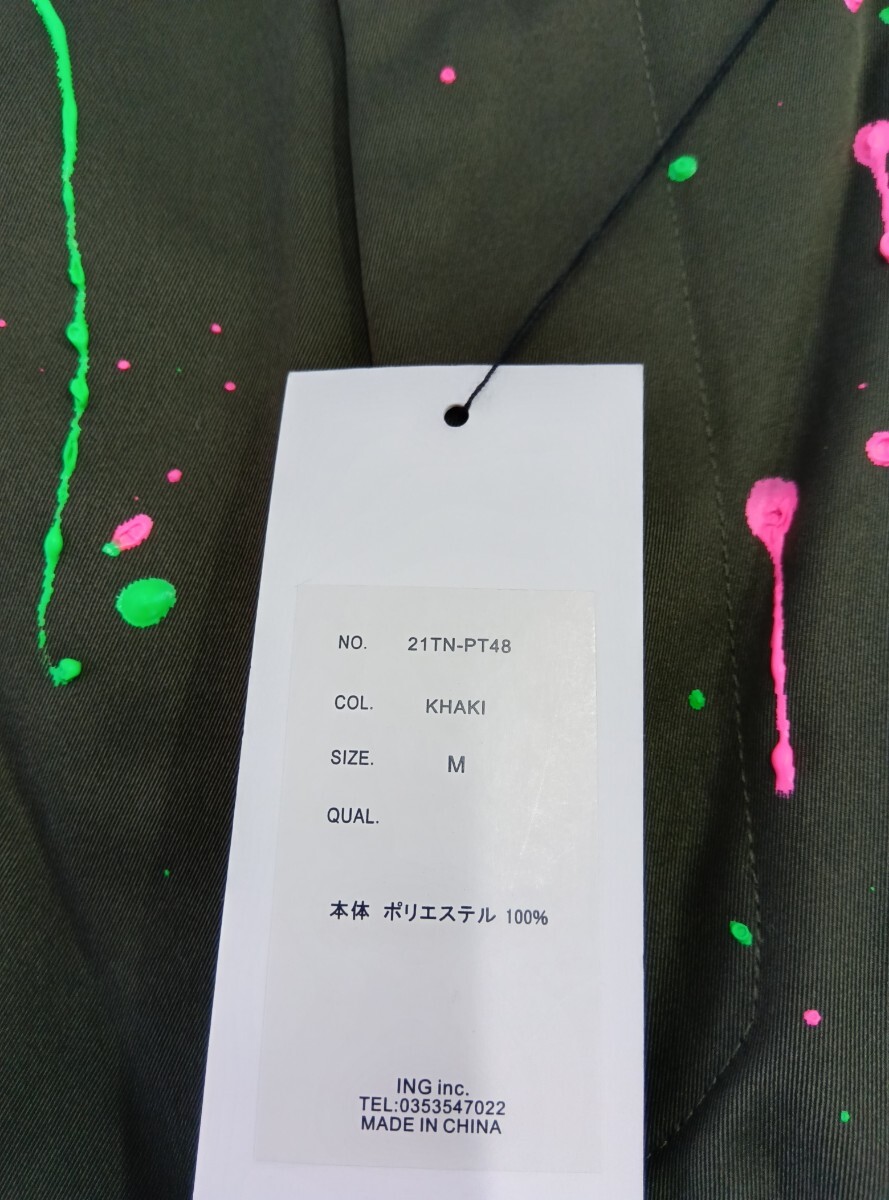 NO. 21TN-PT48
COL. KHAKI
SIZE. M
QUAL.
本体 ポリエステル 100%
ING inc.
TEL:0353547022
MADE IN CHINA